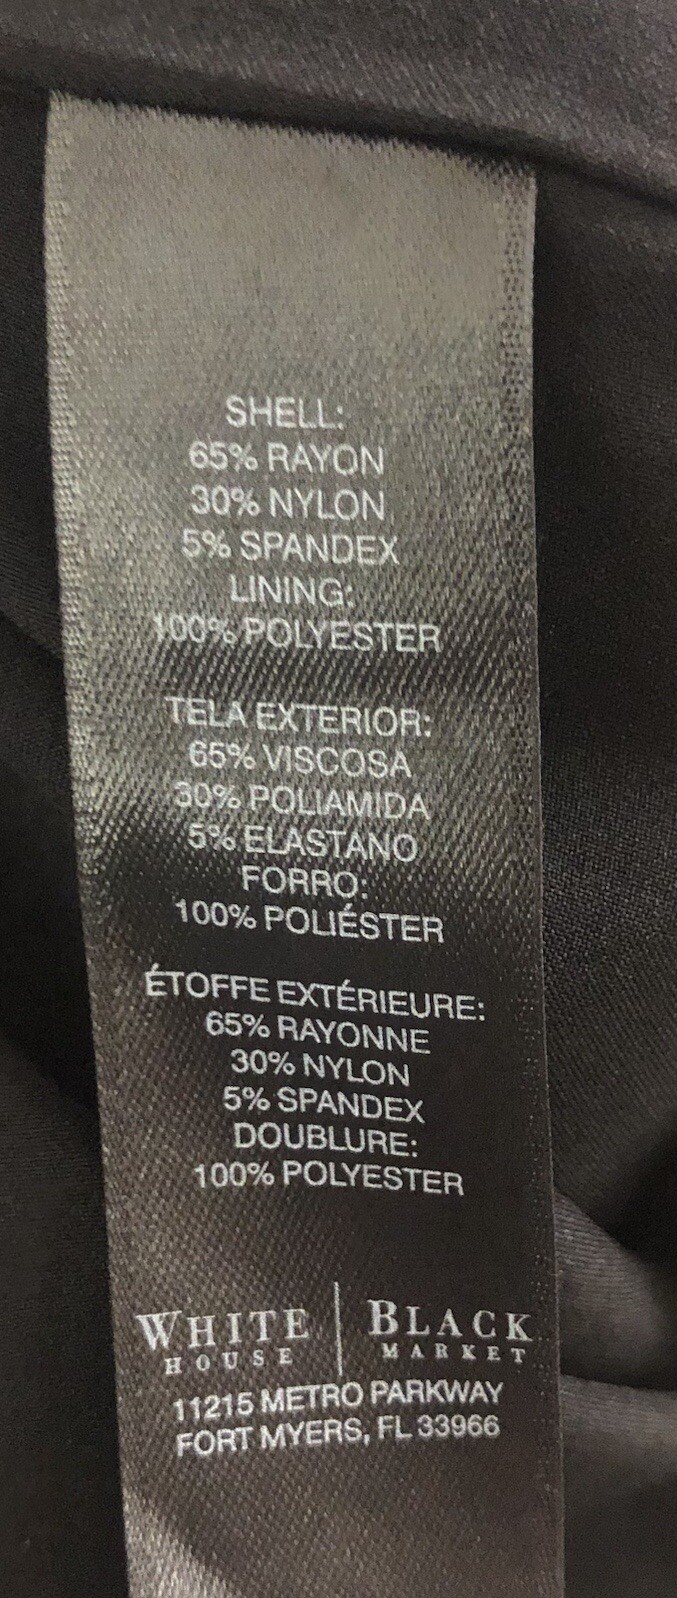 SHELL:
65% RAYON
30% NYLON
5% SPANDEX
LINING:
100% POLYESTER
TELA EXTERIOR:
65% VISCOSA
30% POLIAMIDA
5% ELASTANO
FORRO:
100% POLIÉSTER
ÉTOFFE EXTÉRIEURE:
65% RAYONNE
30% NYLON
5% SPANDEX
DOUBLURE:
100% POLYESTER
WHITE | BLACK
HOUSE | MARKET
11215 METRO PARKWAY
FORT MYERS, FL 33966